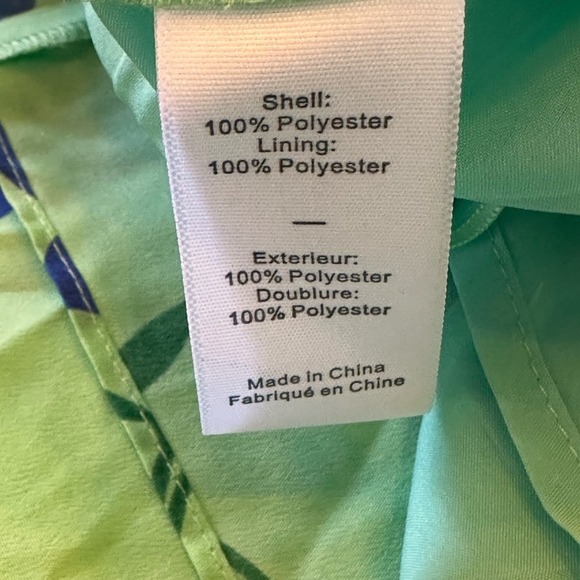 Shell:
100% Polyester
Lining:
100% Polyester
—
Exterieur:
100% Polyester
Doublure:
100% Polyester
Made in China
Fabriqué en Chine